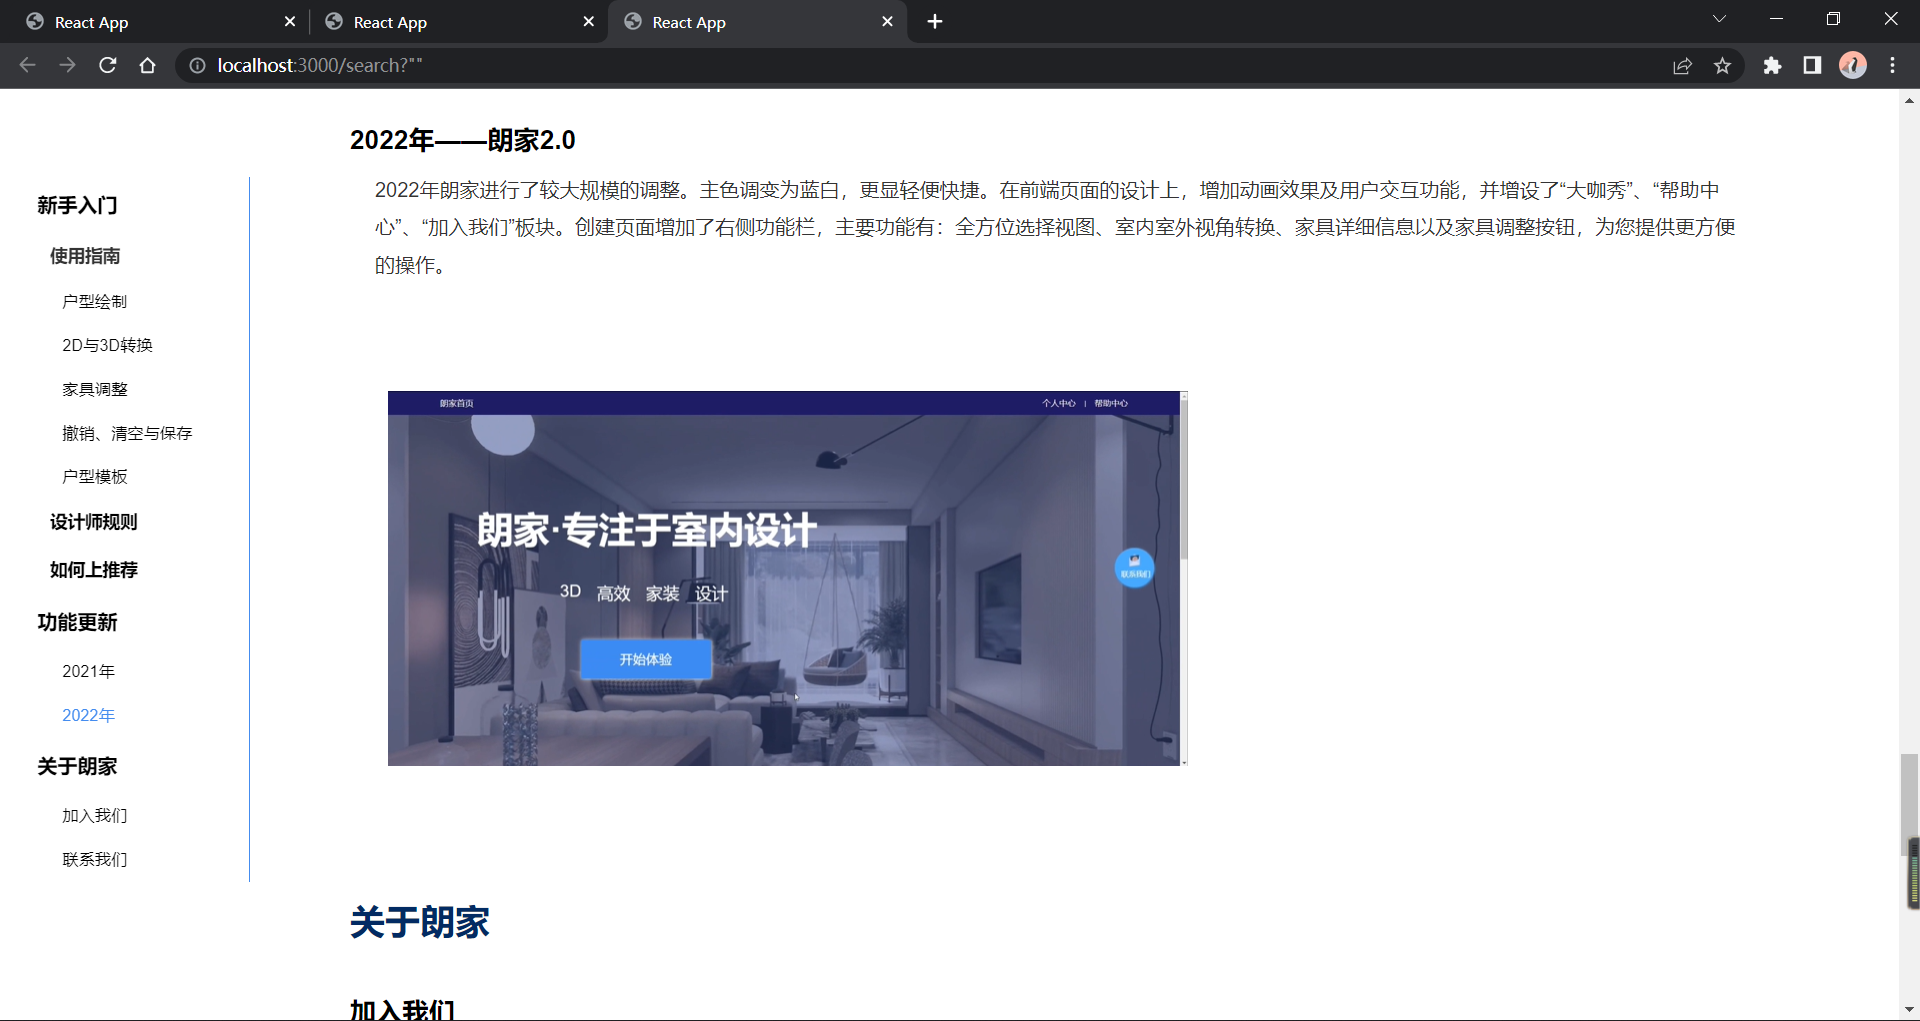 React App
React App
React App
localhost:3000/search?""
新手入门
使用指南
户型绘制
2D与3D转换
家具调整
撤销、清空与保存
户型模板
设计师规则
如何上推荐
功能更新
2021年
2022年
关于朗家
加入我们
联系我们
2022年——朗家2.0
2022年朗家进行了较大规模的调整。主色调变为蓝白，更显轻便快捷。在前端页面的设计上，增加动画效果及用户交互功能，并增设了“大咖秀”、“帮助中
心”、“加入我们”板块。创建页面增加了右侧功能栏，主要功能有：全方位选择视图、室内室外视角转换、家具详细信息以及家具调整按钮，为您提供更方便
的操作。
朗家首页
个人中心 | 帮助中心
朗家·专注于室内设计
3D 高效 家装 设计
开始体验
联系我们
关于朗家
加入我们